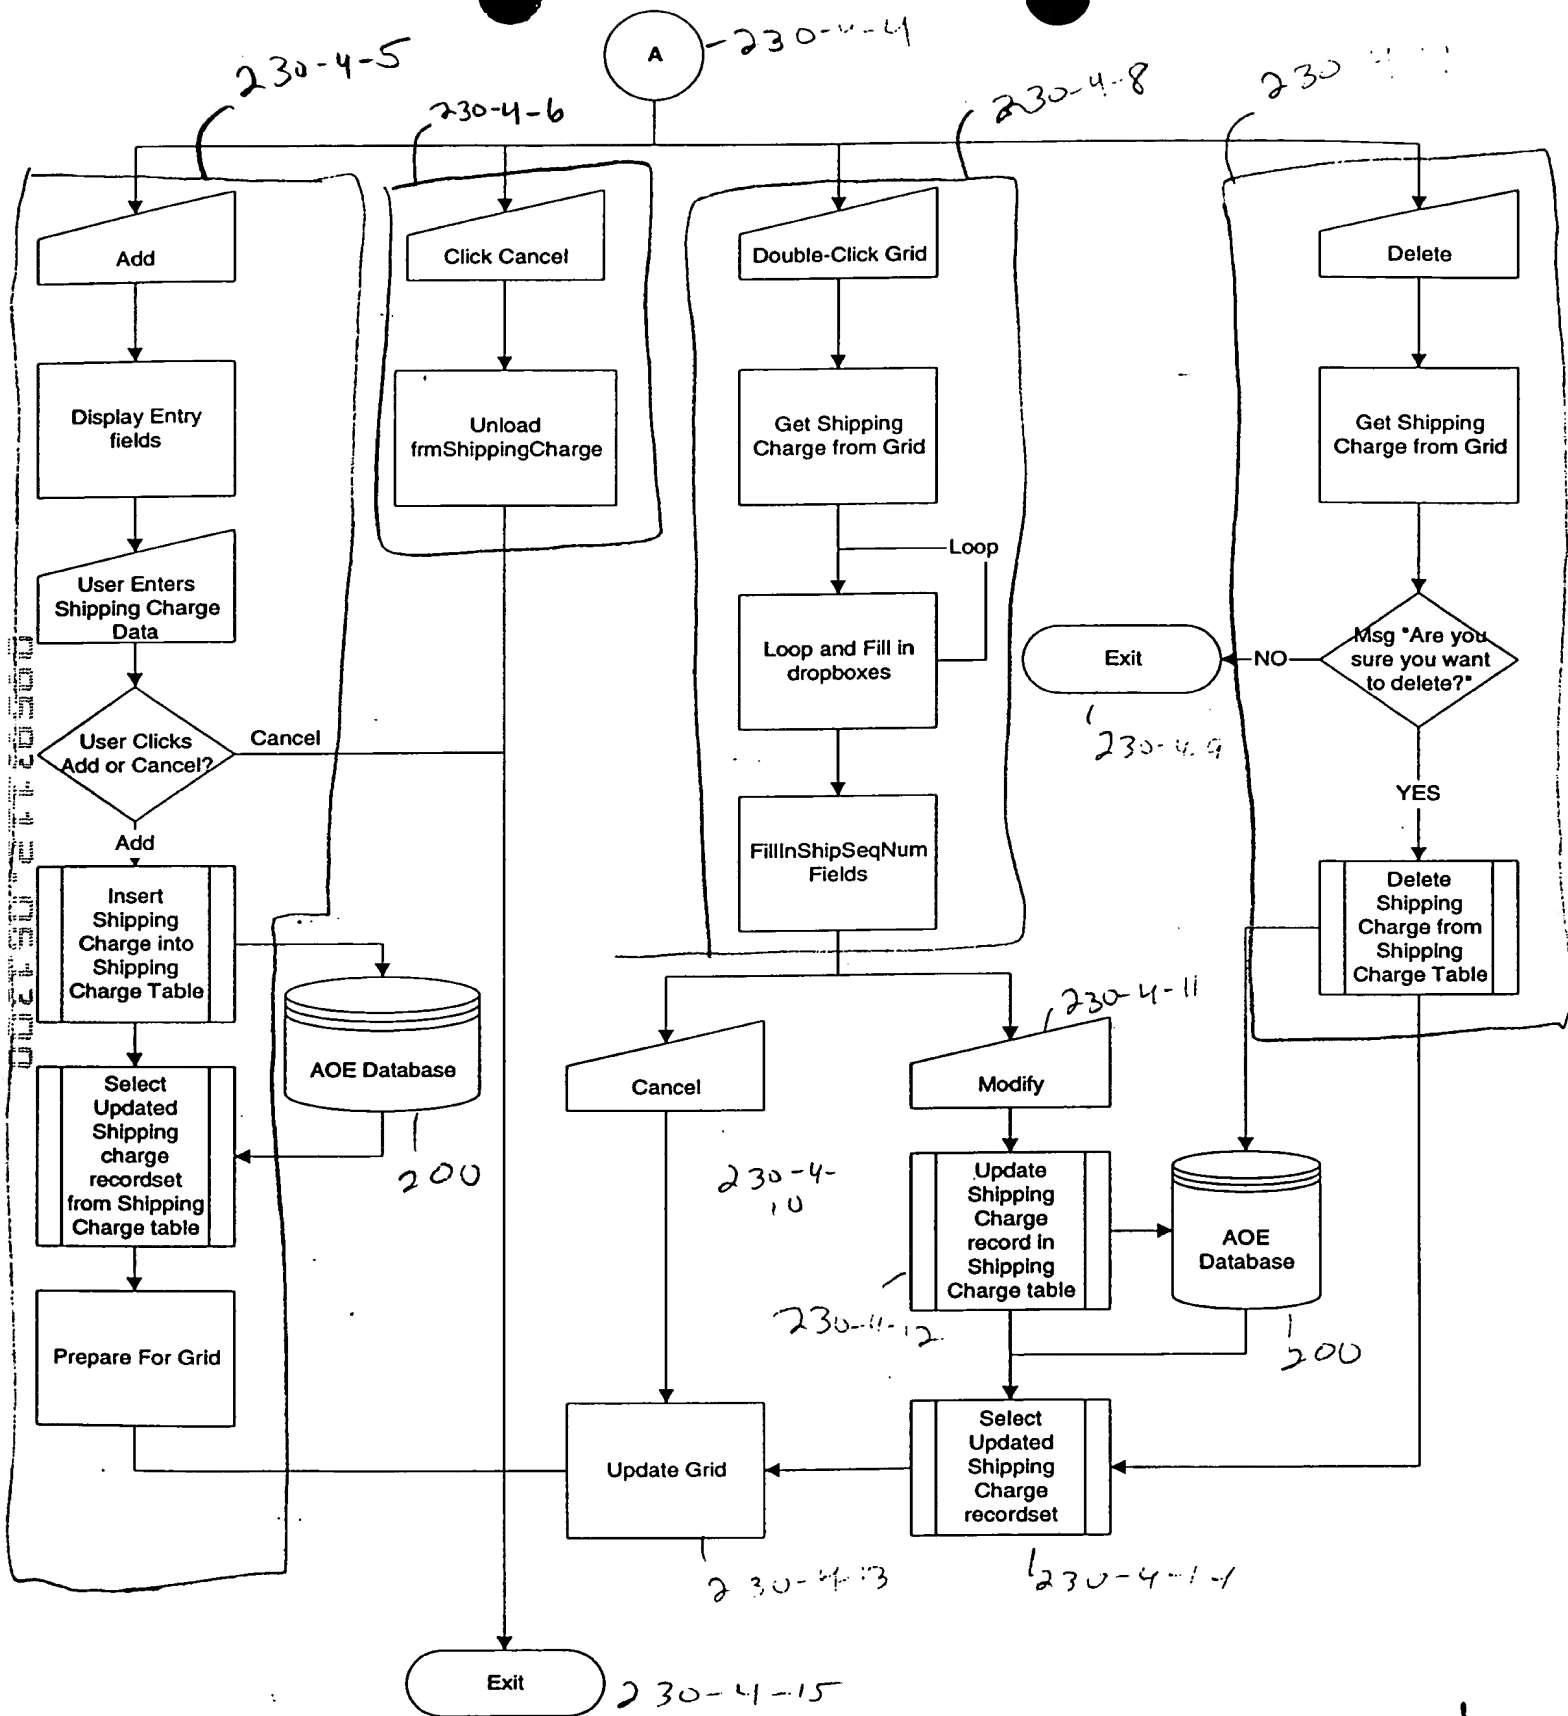 A
230-4-4
230-4-5
230-4-6
230-4-8
230
Add
Click Cancel
Double-Click Grid
Delete
Display Entry
fields
Unload
frmShippingCharge
Get Shipping
Charge from Grid
Get Shipping
Charge from Grid
User Enters
Shipping Charge
Data
Loop
Loop and Fill in
dropboxes
Exit
NO
Msg "Are you
sure you want
to delete?"
230-4-9
User Clicks
Add or Cancel?
Cancel
Add
YES
FillInShipSeqNum
Fields
Insert
Shipping
Charge into
Shipping
Charge Table
Delete
Shipping
Charge from
Shipping
Charge Table
AOE Database
200
230-4-11
Cancel
Modify
Select
Updated
Shipping
charge
recordset
from Shipping
Charge table
230-4-
10
Update
Shipping
Charge
record in
Shipping
Charge table
AOE
Database
230-4-12
200
Prepare For Grid
Update Grid
Select
Updated
Shipping
Charge
recordset
230-4-13
230-4-14
Exit
230-4-15